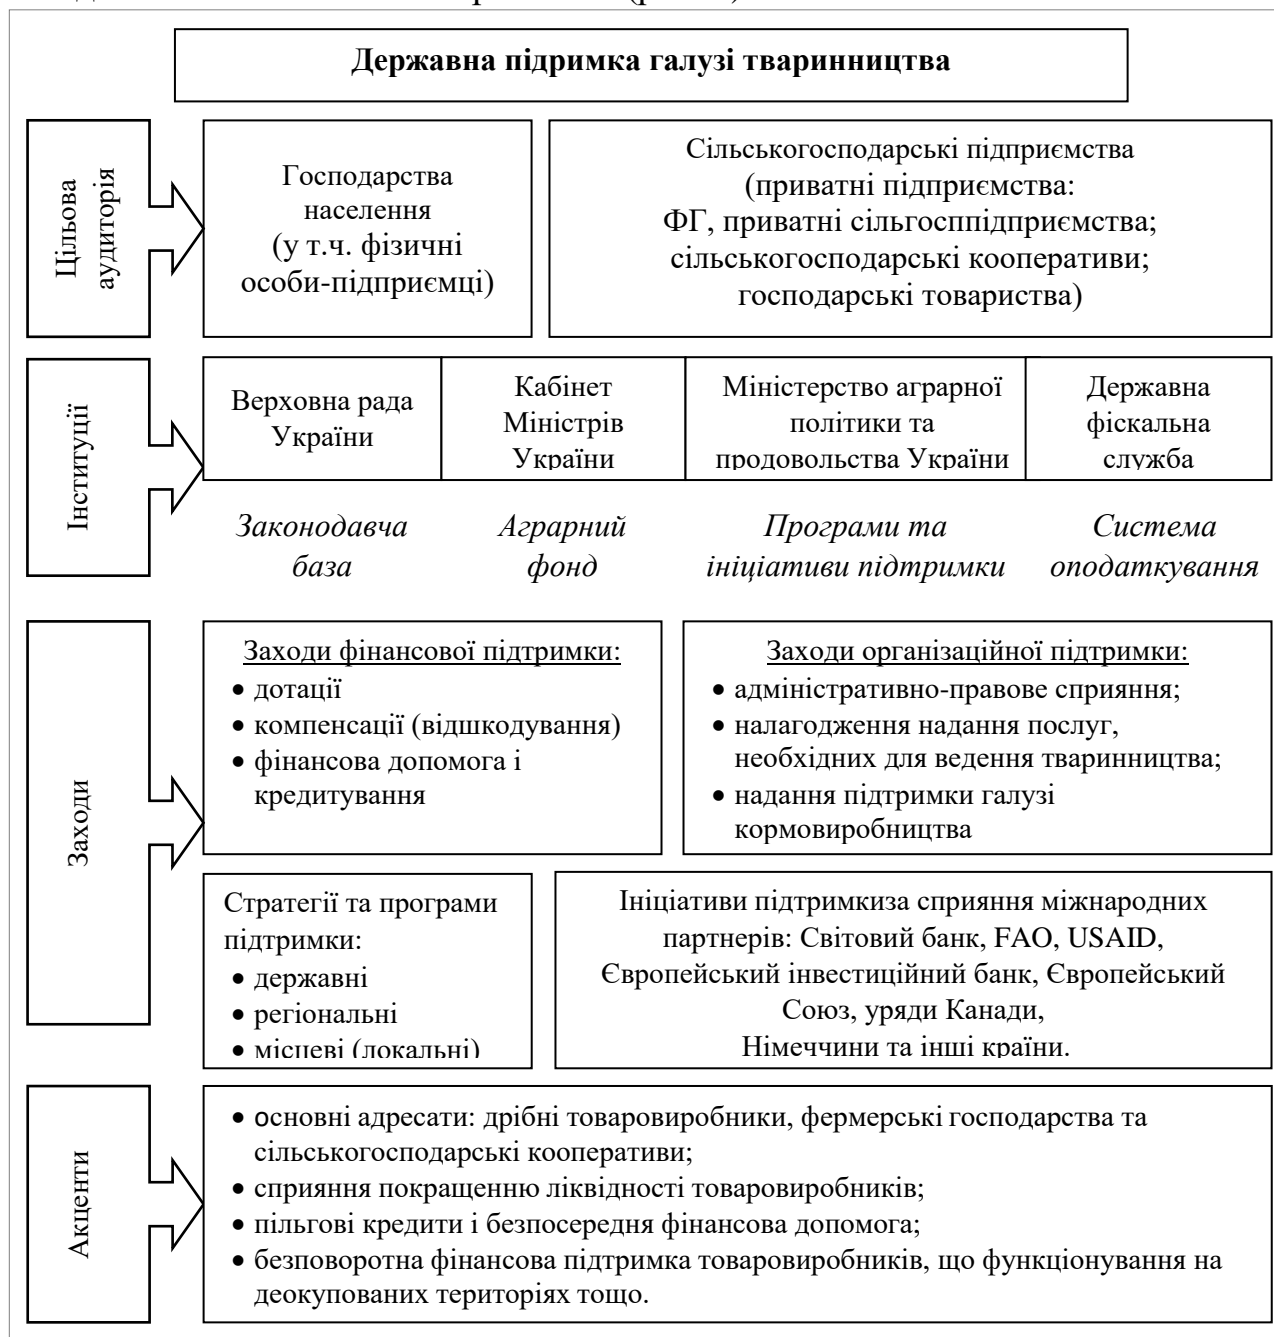 Державна підримка галузі тваринництва
Цільова
аудиторія
Господарства
населення
(у т.ч. фізичні
особи-підприємці)
Сільськогосподарські підприємства
(приватні підприємства:
ФГ, приватні сільгосппідприємства;
сільськогосподарські кооперативи;
господарські товариства)
Інституції
Верховна рада
України
Кабінет
Міністрів
України
Міністерство аграрної
політики та
продовольства України
Державна
фіскальна
служба
Законодавча
база
Аграрний
фонд
Програми та
ініціативи підтримки
Система
оподаткування
Заходи
Заходи фінансової підтримки:
• дотації
• компенсації (відшкодування)
• фінансова допомога і
кредитування
Заходи організаційної підтримки:
• адміністративно-правове сприяння;
• налагодження надання послуг,
необхідних для ведення тваринництва;
• надання підтримки галузі
кормовиробництва
Стратегії та програми
підтримки:
• державні
• регіональні
• місцеві (локальні)
Ініціативи підтримкиза сприяння міжнародних
партнерів: Світовий банк, FAO, USAID,
Європейський інвестиційний банк, Європейський
Союз, уряди Канади,
Німеччини та інші країни.
Акценти
• основні адресати: дрібні товаровиробники, фермерські господарства та
сільськогосподарські кооперативи;
• сприяння покращенню ліквідності товаровиробників;
• пільгові кредити і безпосередня фінансова допомога;
• безповоротна фінансова підтримка товаровиробників, що функціонування на
деокупованих територіях тощо.